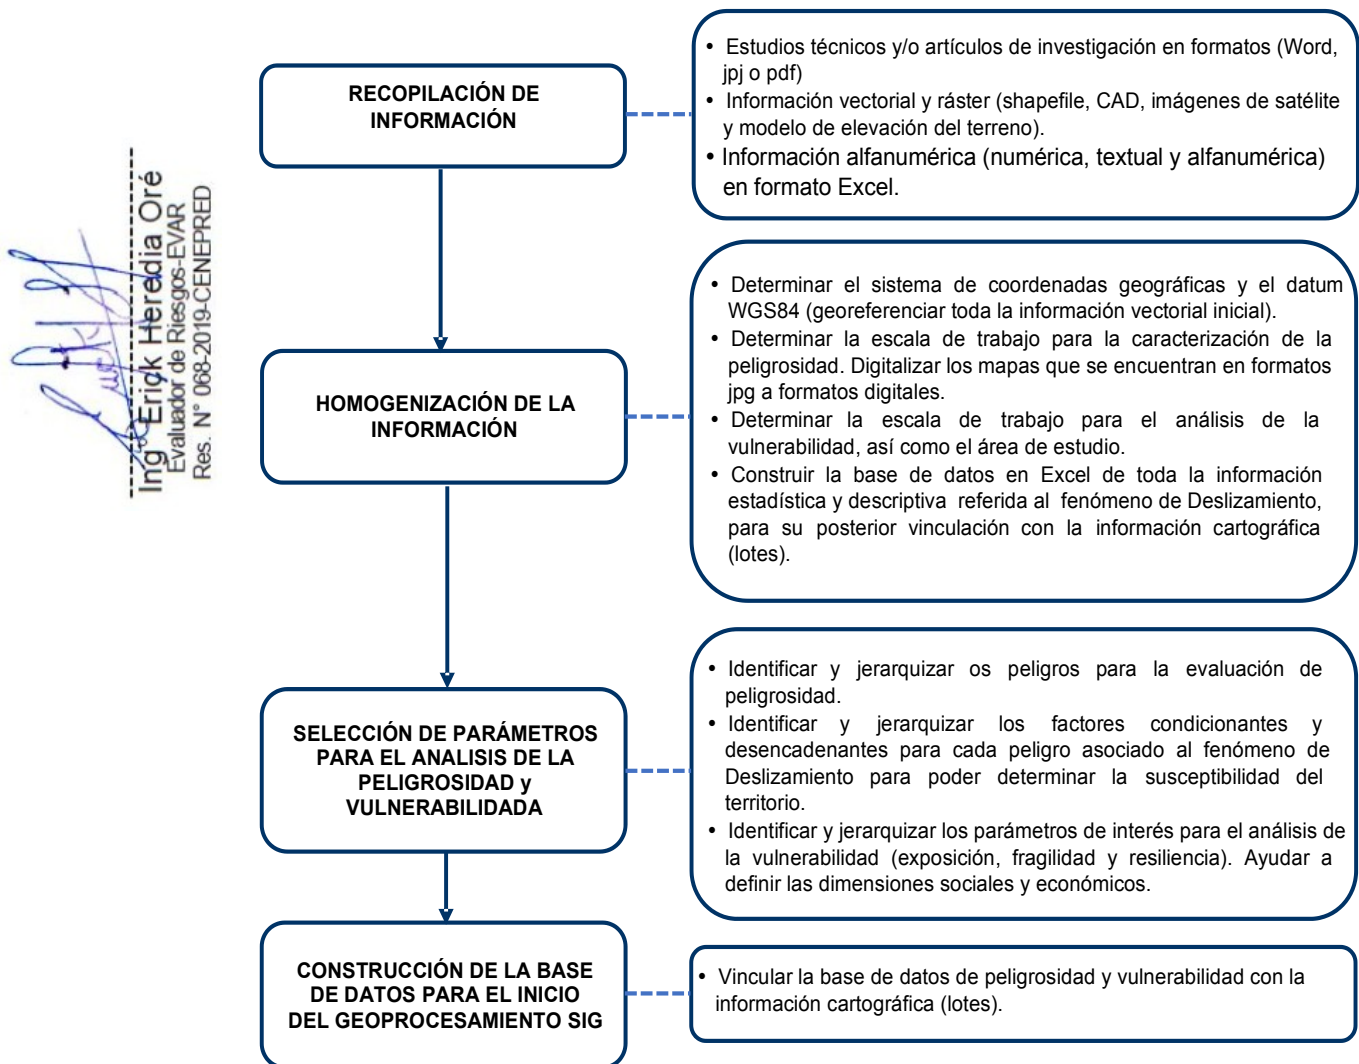 RECOPILACIÓN DE
INFORMACIÓN
• Estudios técnicos y/o artículos de investigación en formatos (Word,
jpj o pdf)
• Información vectorial y ráster (shapefile, CAD, imágenes de satélite
y modelo de elevación del terreno).
• Información alfanumérica (numérica, textual y alfanumérica)
en formato Excel.
Ing° Erick Heredia Oré
Evaluador de Riesgos-EVAR
Res. N° 068-2019-CENEPRED
HOMOGENIZACIÓN DE LA
INFORMACIÓN
• Determinar el sistema de coordenadas geográficas y el datum
WGS84 (georeferenciar toda la información vectorial inicial).
• Determinar la escala de trabajo para la caracterización de la
peligrosidad. Digitalizar los mapas que se encuentran en formatos
jpg a formatos digitales.
• Determinar la escala de trabajo para el análisis de la
vulnerabilidad, así como el área de estudio.
• Construir la base de datos en Excel de toda la información
estadística y descriptiva referida al fenómeno de Deslizamiento,
para su posterior vinculación con la información cartográfica
(lotes).
SELECCIÓN DE PARÁMETROS
PARA EL ANALISIS DE LA
PELIGROSIDAD y
VULNERABILIDADA
• Identificar y jerarquizar os peligros para la evaluación de
peligrosidad.
• Identificar y jerarquizar los factores condicionantes y
desencadenantes para cada peligro asociado al fenómeno de
Deslizamiento para poder determinar la susceptibilidad del
territorio.
• Identificar y jerarquizar los parámetros de interés para el análisis de
la vulnerabilidad (exposición, fragilidad y resiliencia). Ayudar a
definir las dimensiones sociales y económicos.
CONSTRUCCIÓN DE LA BASE
DE DATOS PARA EL INICIO
DEL GEOPROCESAMIENTO SIG
• Vincular la base de datos de peligrosidad y vulnerabilidad con la
información cartográfica (lotes).